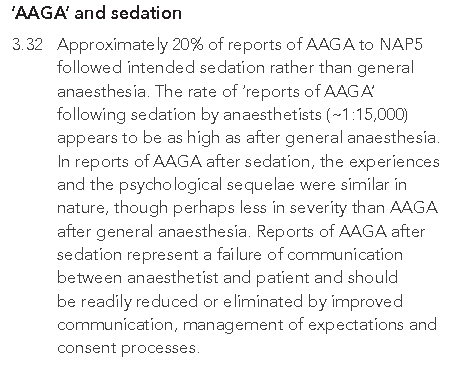 ‘AAGA’ and sedation
3.32 Approximately 20% of reports of AAGA to NAP5
followed intended sedation rather than general
anaesthesia. The rate of ‘reports of AAGA’
following sedation by anaesthetists (~1:15,000)
appears to be as high as after general anaesthesia.
In reports of AAGA after sedation, the experiences
and the psychological sequelae were similar in
nature, though perhaps less in severity than AAGA
after general anaesthesia. Reports of AAGA after
sedation represent a failure of communication
between anaesthetist and patient and should
be readily reduced or eliminated by improved
communication, management of expectations and
consent processes.